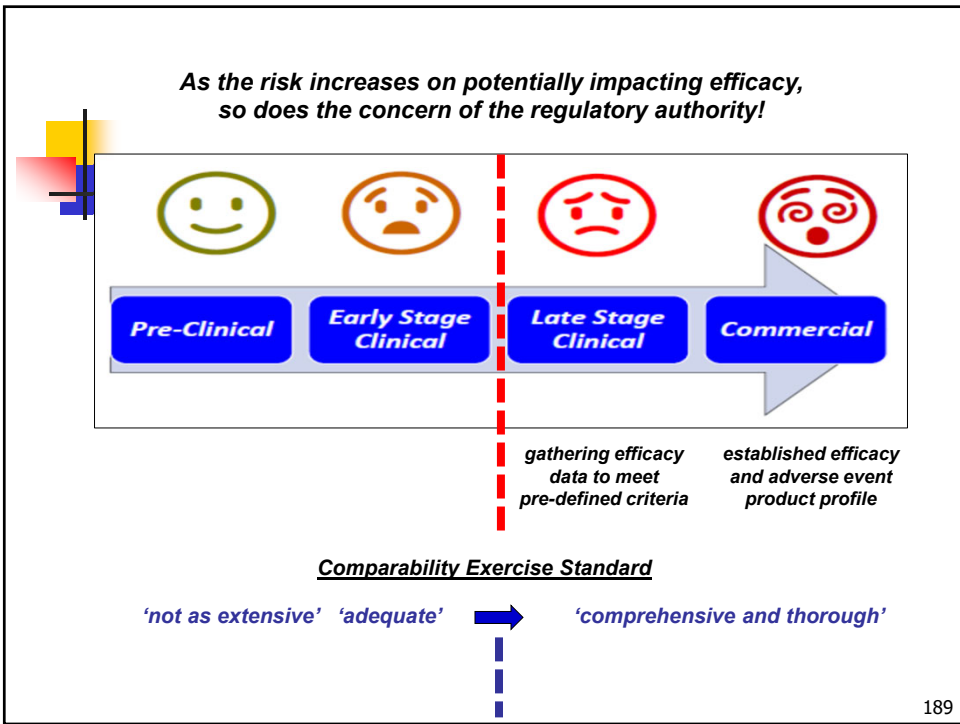 As the risk increases on potentially impacting efficacy,
so does the concern of the regulatory authority!
Pre-Clinical
Early Stage
Clinical
Late Stage
Clinical
Commercial
gathering efficacy
data to meet
pre-defined criteria
established efficacy
and adverse event
product profile
Comparability Exercise Standard
‘not as extensive’ ‘adequate’ ‘comprehensive and thorough’
189